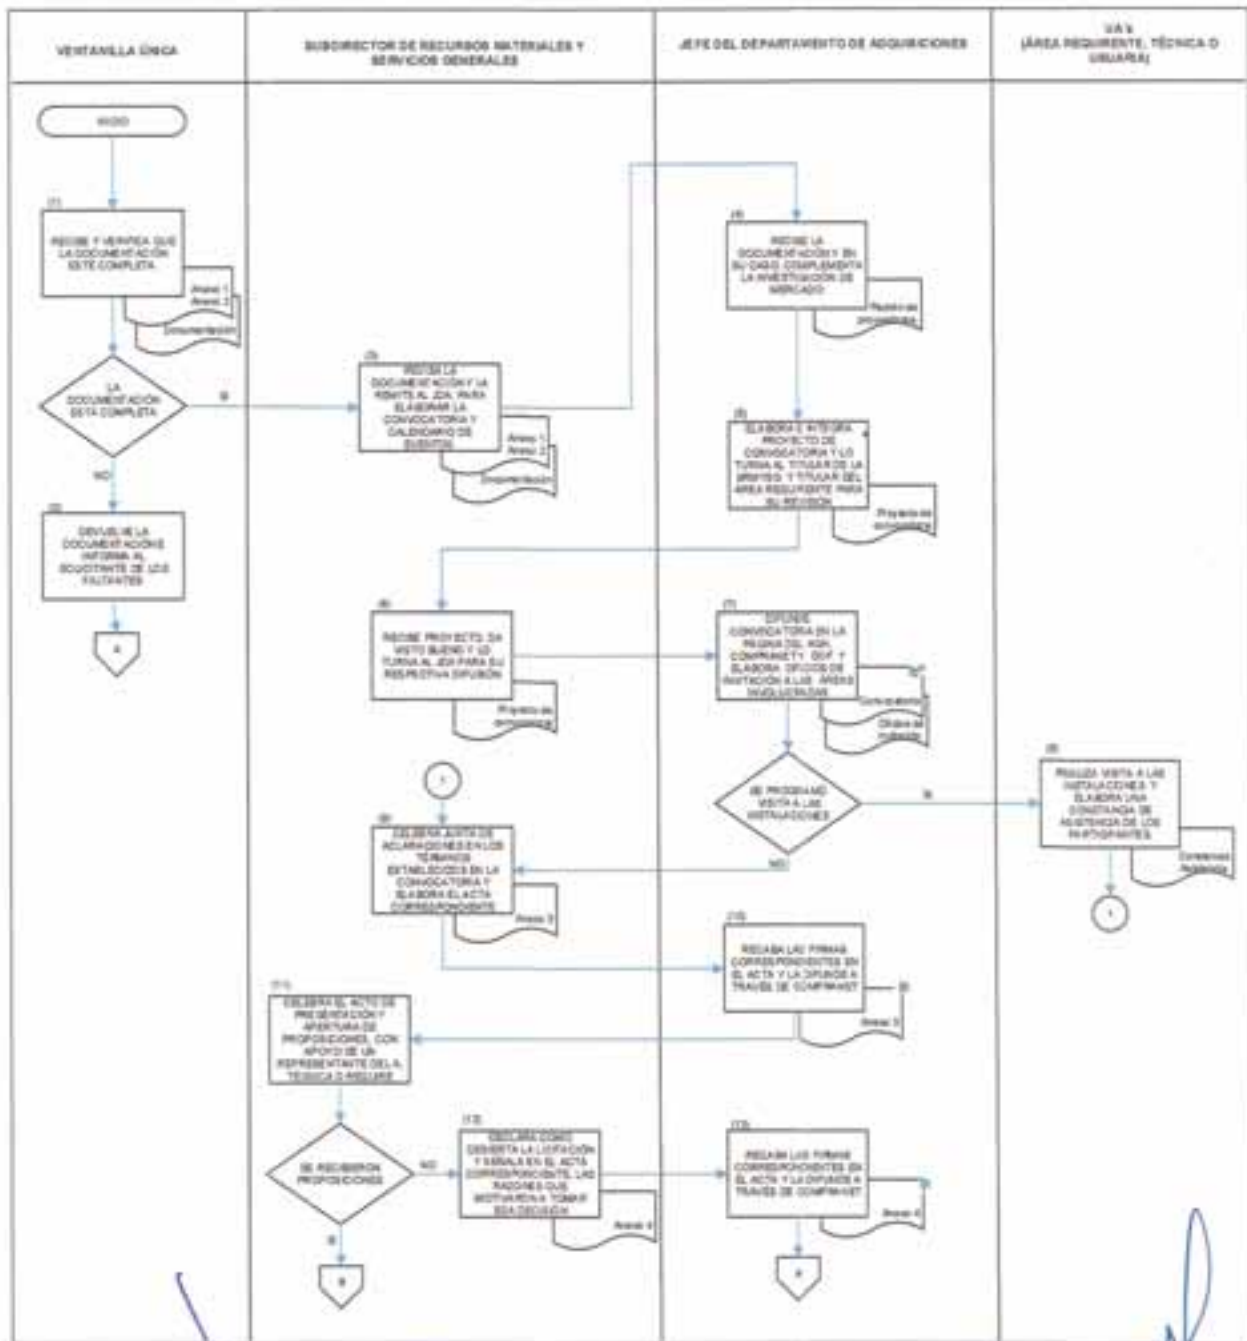 VENTANILLA ÚNICA
SUBDIRECTOR DE RECURSOS MATERIALES Y
SERVICIOS GENERALES
JEFE DEL DEPARTAMENTO DE ADQUISICIONES
(ÁREA REQUIRENTE, TÉCNICA O
USUARIA)
INICIO
(1)
RECIBE Y VERIFICA QUE
LA DOCUMENTACIÓN
ESTÉ COMPLETA
Anexo 1
Anexo 2
Documentación
LA
DOCUMENTACIÓN
ESTÁ COMPLETA
SI
NO
DEVUELVE LA
DOCUMENTACIÓN E
INFORMA AL
SOLICITANTE DE LOS
FALTANTES
A
(3)
LA
DOCUMENTACIÓN Y LA
REMITE AL JDA, PARA
ELABORAR LA
CONVOCATORIA Y
CALENDARIO DE
EVENTOS
Anexo 1
Anexo 2
Documentación
(4)
RECIBE LA
DOCUMENTACIÓN Y EN
SU CASO, COMPLEMENTA
LA INVESTIGACIÓN DE
MERCADO
(5)
ELABORA E INTEGRA
PROYECTO DE
CONVOCATORIA Y LO
TURNA AL TITULAR DE LA
Y TITULAR DEL
ÁREA REQUIRENTE PARA
SU REVISIÓN
Proyecto de
convocatoria
(6)
RECIBE PROYECTO, DA
VISTO BUENO Y LO
TURNA AL JDA PARA SU
RESPECTIVA DIFUSIÓN
Proyecto de
convocatoria
(7)
DIFUNDE
CONVOCATORIA EN LA
PÁGINA DEL AGN,
COMPRANET Y DOF Y
ELABORA OFICIOS DE
INVITACIÓN A LAS ÁREAS
INVOLUCRADAS
Convocatoria
Oficios de
invitación
SE PROGRAMÓ
VISITA A LAS
INSTALACIONES
SI
NO
(8)
REALIZA VISITA A LAS
INSTALACIONES Y
ELABORA UNA
CONSTANCIA DE
ASISTENCIA DE LOS
PARTICIPANTES
1
1
(9)
CELEBRA JUNTA DE
ACLARACIONES EN LOS
TÉRMINOS
ESTABLECIDOS EN LA
CONVOCATORIA Y
ELABORA EL ACTA
CORRESPONDIENTE
Anexo 3
(10)
RECABA LAS FIRMAS
CORRESPONDIENTES EN
EL ACTA Y LA DIFUNDE A
TRAVÉS DE COMPRANET
Anexo 3
(11)
CELEBRA EL ACTO DE
PRESENTACIÓN Y
APERTURA DE
PROPOSICIONES, CON
APOYO DE UN
REPRESENTANTE DEL A.
TÉCNICA O REQUIRE
SE RECIBIERON
PROPOSICIONES
NO
SI
B
(12)
DECLARA COMO
DESIERTA LA LICITACIÓN
Y SEÑALA EN EL ACTA
CORRESPONDIENTE, LAS
RAZONES QUE
MOTIVARON A TOMAR
ESA DECISIÓN
Anexo 4
(13)
RECABA LAS FIRMAS
CORRESPONDIENTES EN
EL ACTA Y LA DIFUNDE A
TRAVÉS DE COMPRANET
Anexo 4